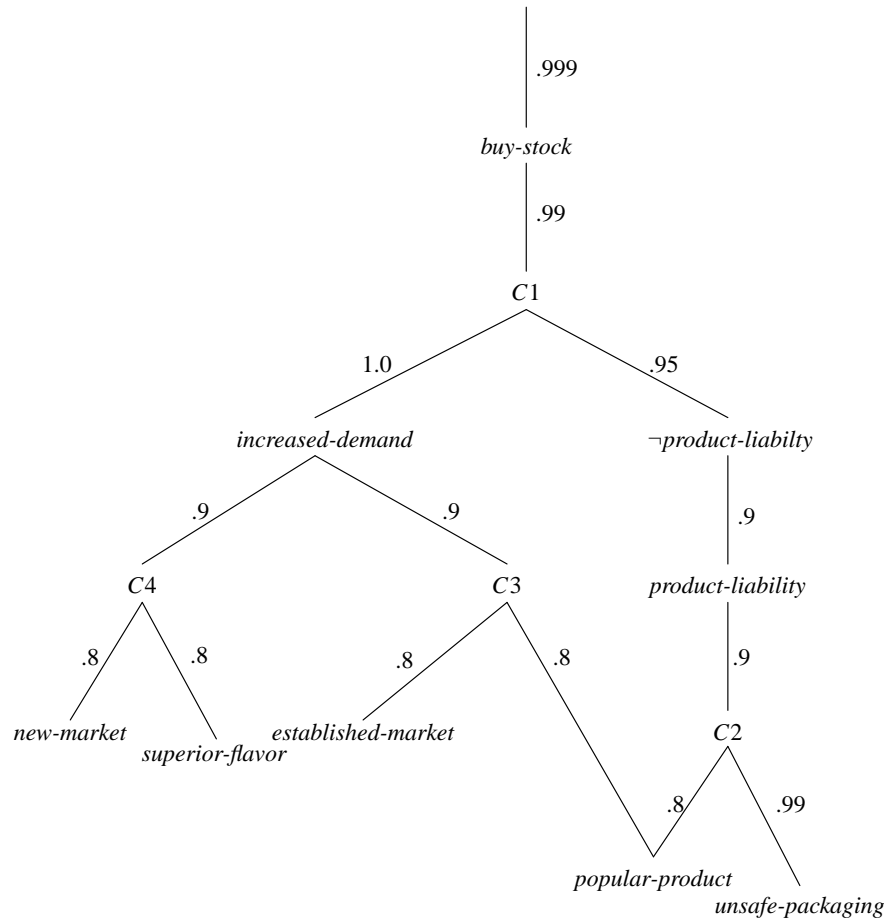 .999
buy-stock
.99
C1
1.0
.95
increased-demand
¬product-liabilty
.9
.9
.9
C4
C3
product-liability
.8
.8
.8
.8
.9
new-market
superior-flavor
established-market
C2
.8
.99
popular-product
unsafe-packaging